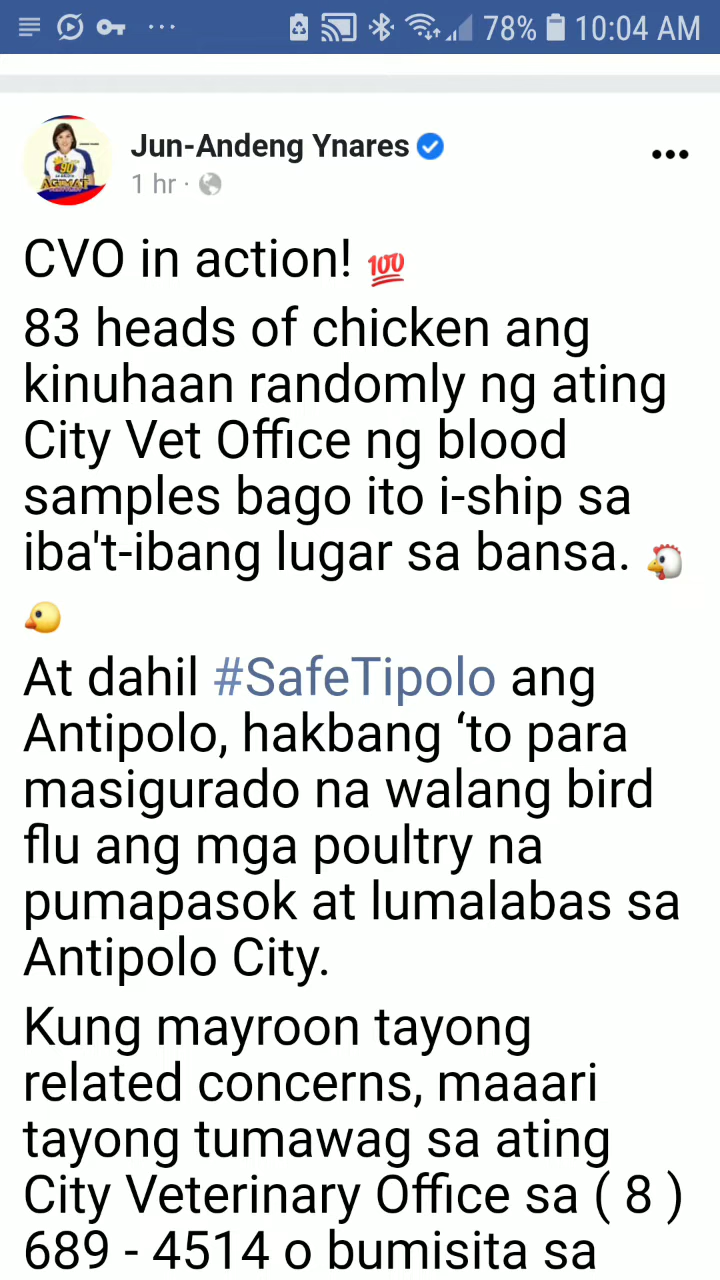 78% 10:04 AM
Jun-Andeng Ynares
1 hr ·
AGIMAT
CVO in action! 💯
83 heads of chicken ang
kinuhaan randomly ng ating
City Vet Office ng blood
samples bago ito i-ship sa
iba't-ibang lugar sa bansa. 🐔
🐤
At dahil #SafeTipolo ang
Antipolo, hakbang ‘to para
masigurado na walang bird
flu ang mga poultry na
pumapasok at lumalabas sa
Antipolo City.
Kung mayroon tayong
related concerns, maaari
tayong tumawag sa ating
City Veterinary Office sa ( 8 )
689 - 4514 o bumisita sa